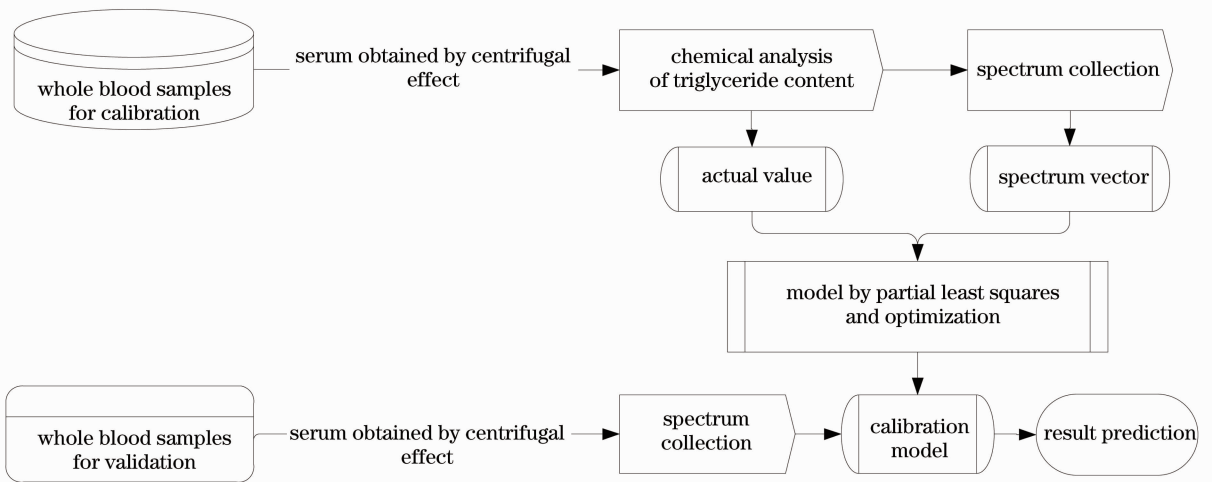 whole blood samples
for calibration
serum obtained by centrifugal
effect
chemical analysis
of triglyceride content
spectrum collection
actual value
spectrum vector
model by partial least squares
and optimization
whole blood samples
for validation
serum obtained by centrifugal
effect
spectrum
collection
calibration
model
result prediction